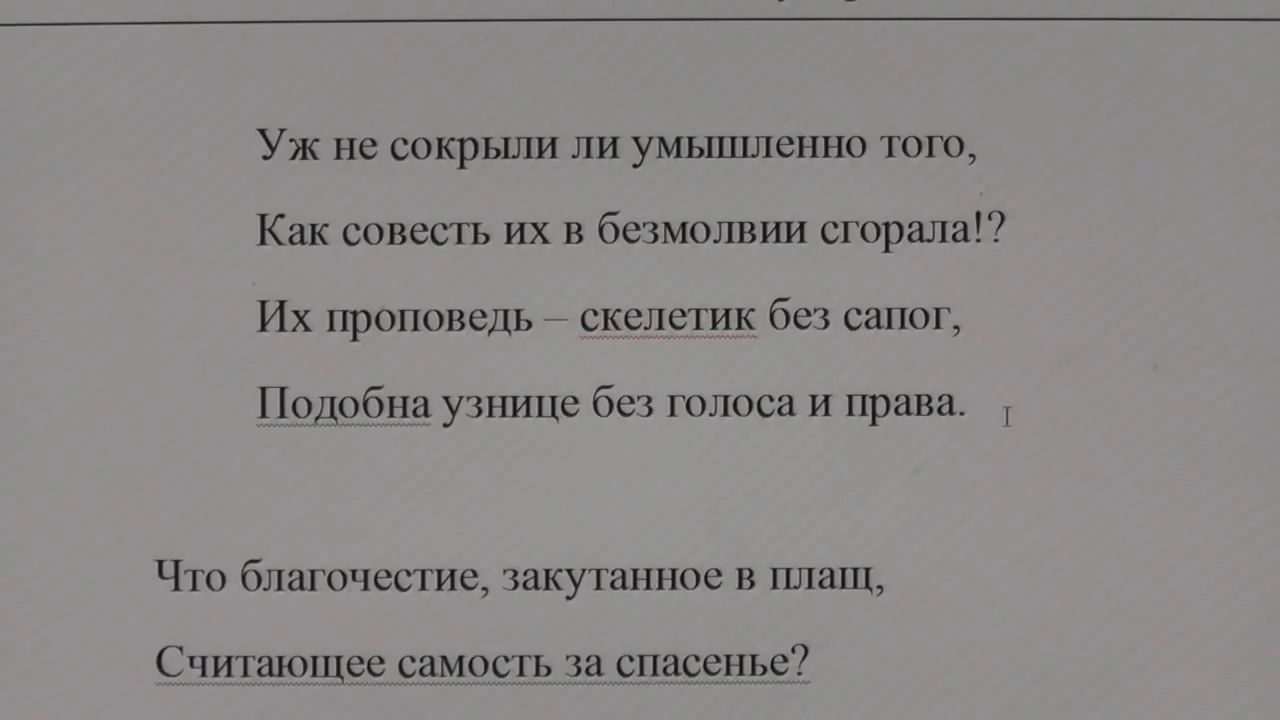 Уж не сокрыли ли умышленно того,
Как совесть их в безмолвии сгорала!?
Их проповедь – скелетик без сапог,
Подобна узнице без голоса и права.
Что благочестие, закутанное в плащ,
Считающее самость за спасенье?